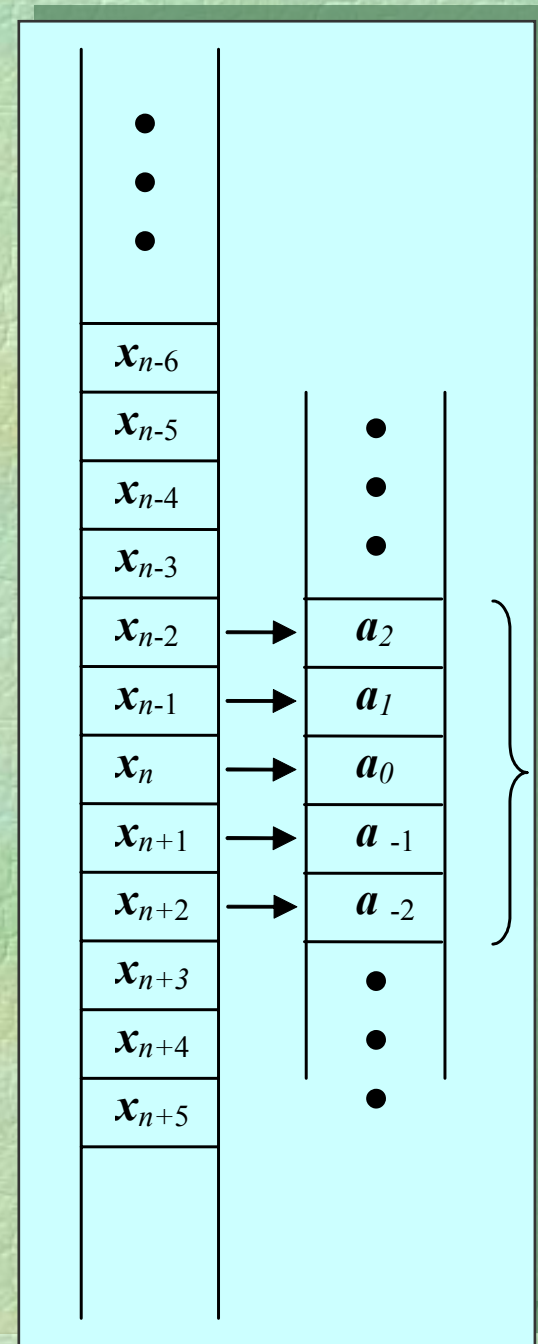 x_{n-6}
x_{n-5}
x_{n-4}
x_{n-3}
x_{n-2} a_2
x_{n-1} a_1
x_n a_0
x_{n+1} a_{-1}
x_{n+2} a_{-2}
x_{n+3}
x_{n+4}
x_{n+5}